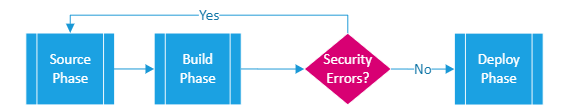 Yes
Source
Phase
Build
Phase
Security
Errors?
No
Deploy
Phase